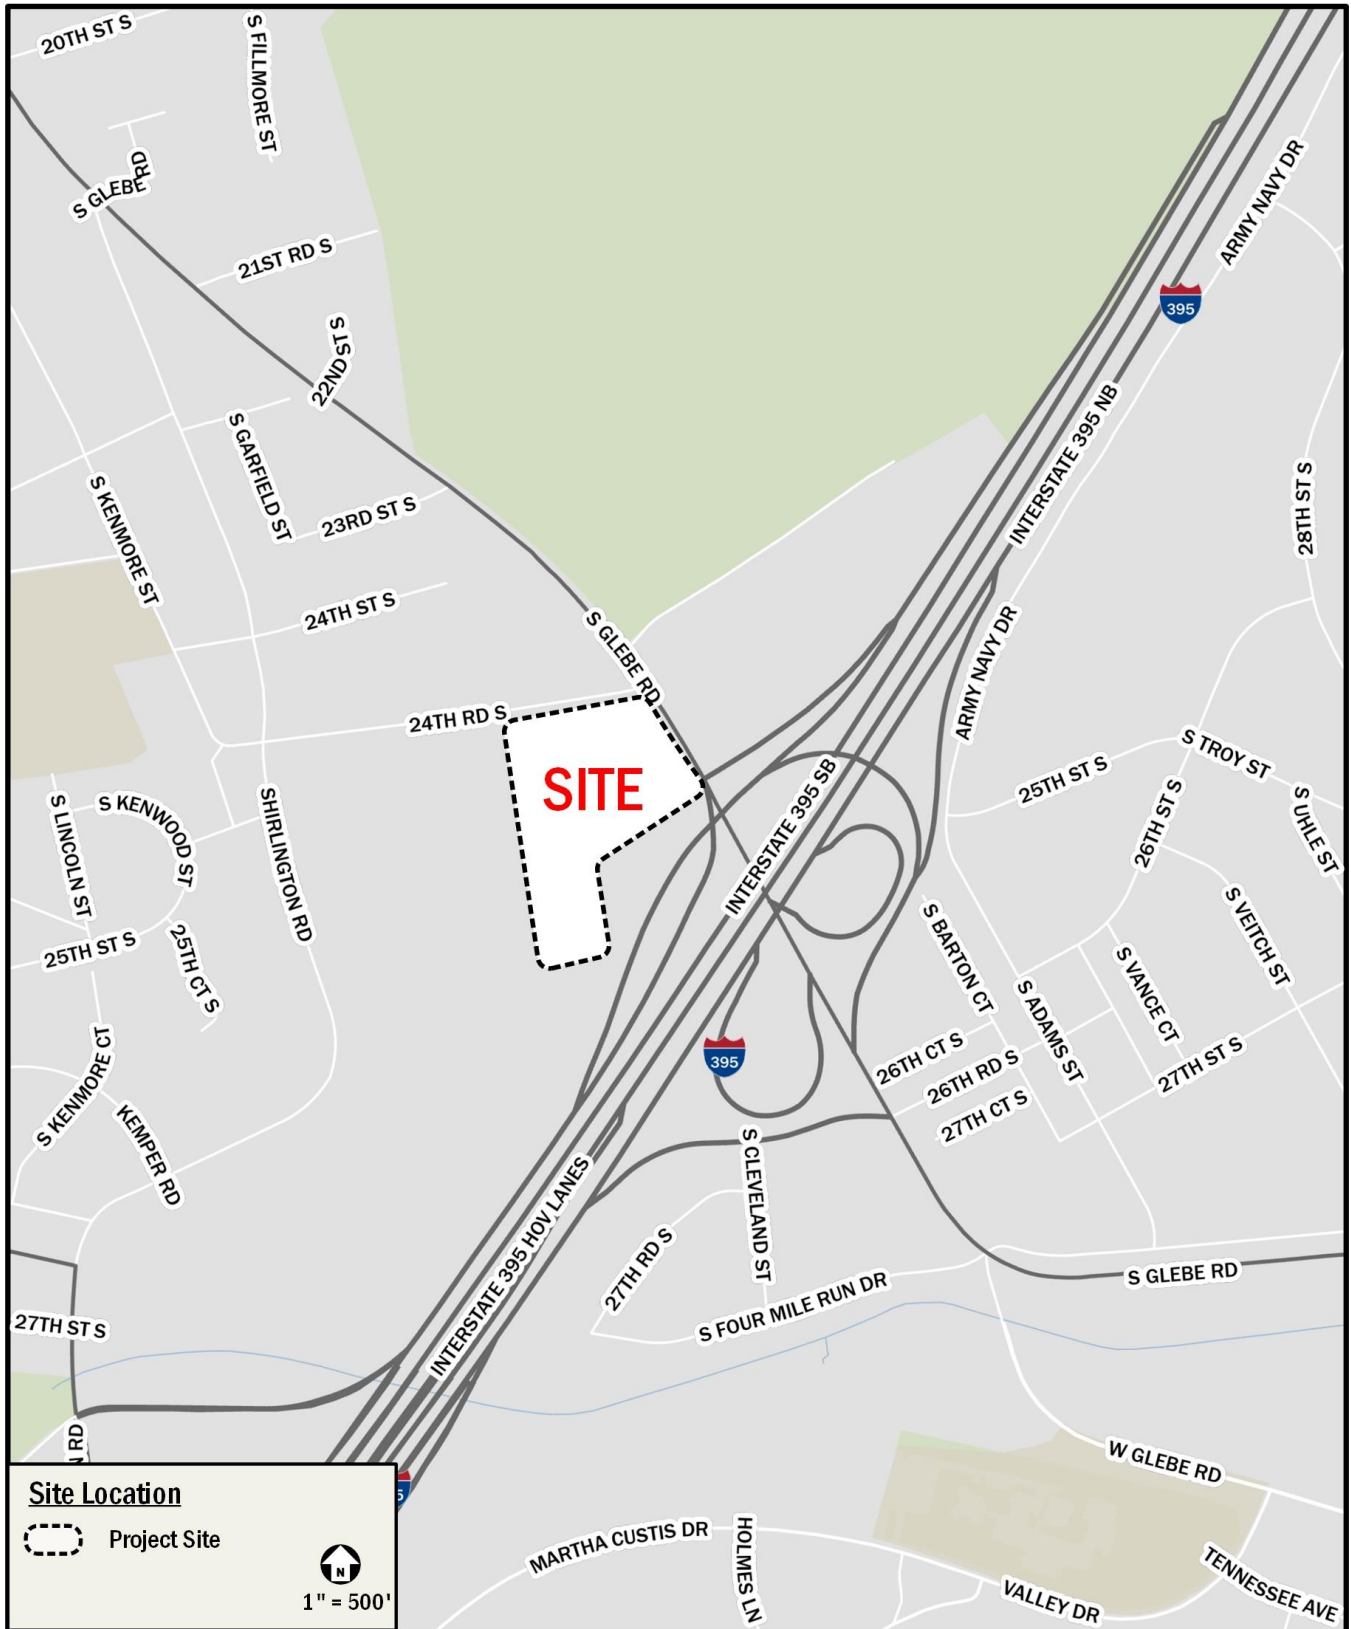 20TH ST S
S FILLMORE ST
S GLEBE RD
21ST RD S
22ND ST S
ARMY NAVY DR
395
INTERSTATE 395 NB
S GARFIELD ST
23RD ST S
S KENMORE ST
28TH ST S
24TH ST S
S GLEBE RD
ARMY NAVY DR
24TH RD S
SITE
S TROY ST
25TH ST S
26TH ST S
S UHLE ST
INTERSTATE 395 SB
S LINCOLN ST
S KENWOOD ST
SHIRLINGTON RD
S VEITCH ST
25TH ST S
25TH CT S
S BARTON CT
S VANCE CT
S ADAMS ST
395
26TH CT S
26TH RD S
27TH CT S
27TH ST S
S KENMORE CT
KEMPER RD
S CLEVELAND ST
INTERSTATE 395 HOV LANES
27TH RD S
S GLEBE RD
27TH ST S
S FOUR MILE RUN DR
RD
W GLEBE RD
5
Site Location
Project Site
N
1" = 500'
MARTHA CUSTIS DR
HOLMES LN
VALLEY DR
TENNESSEE AVE